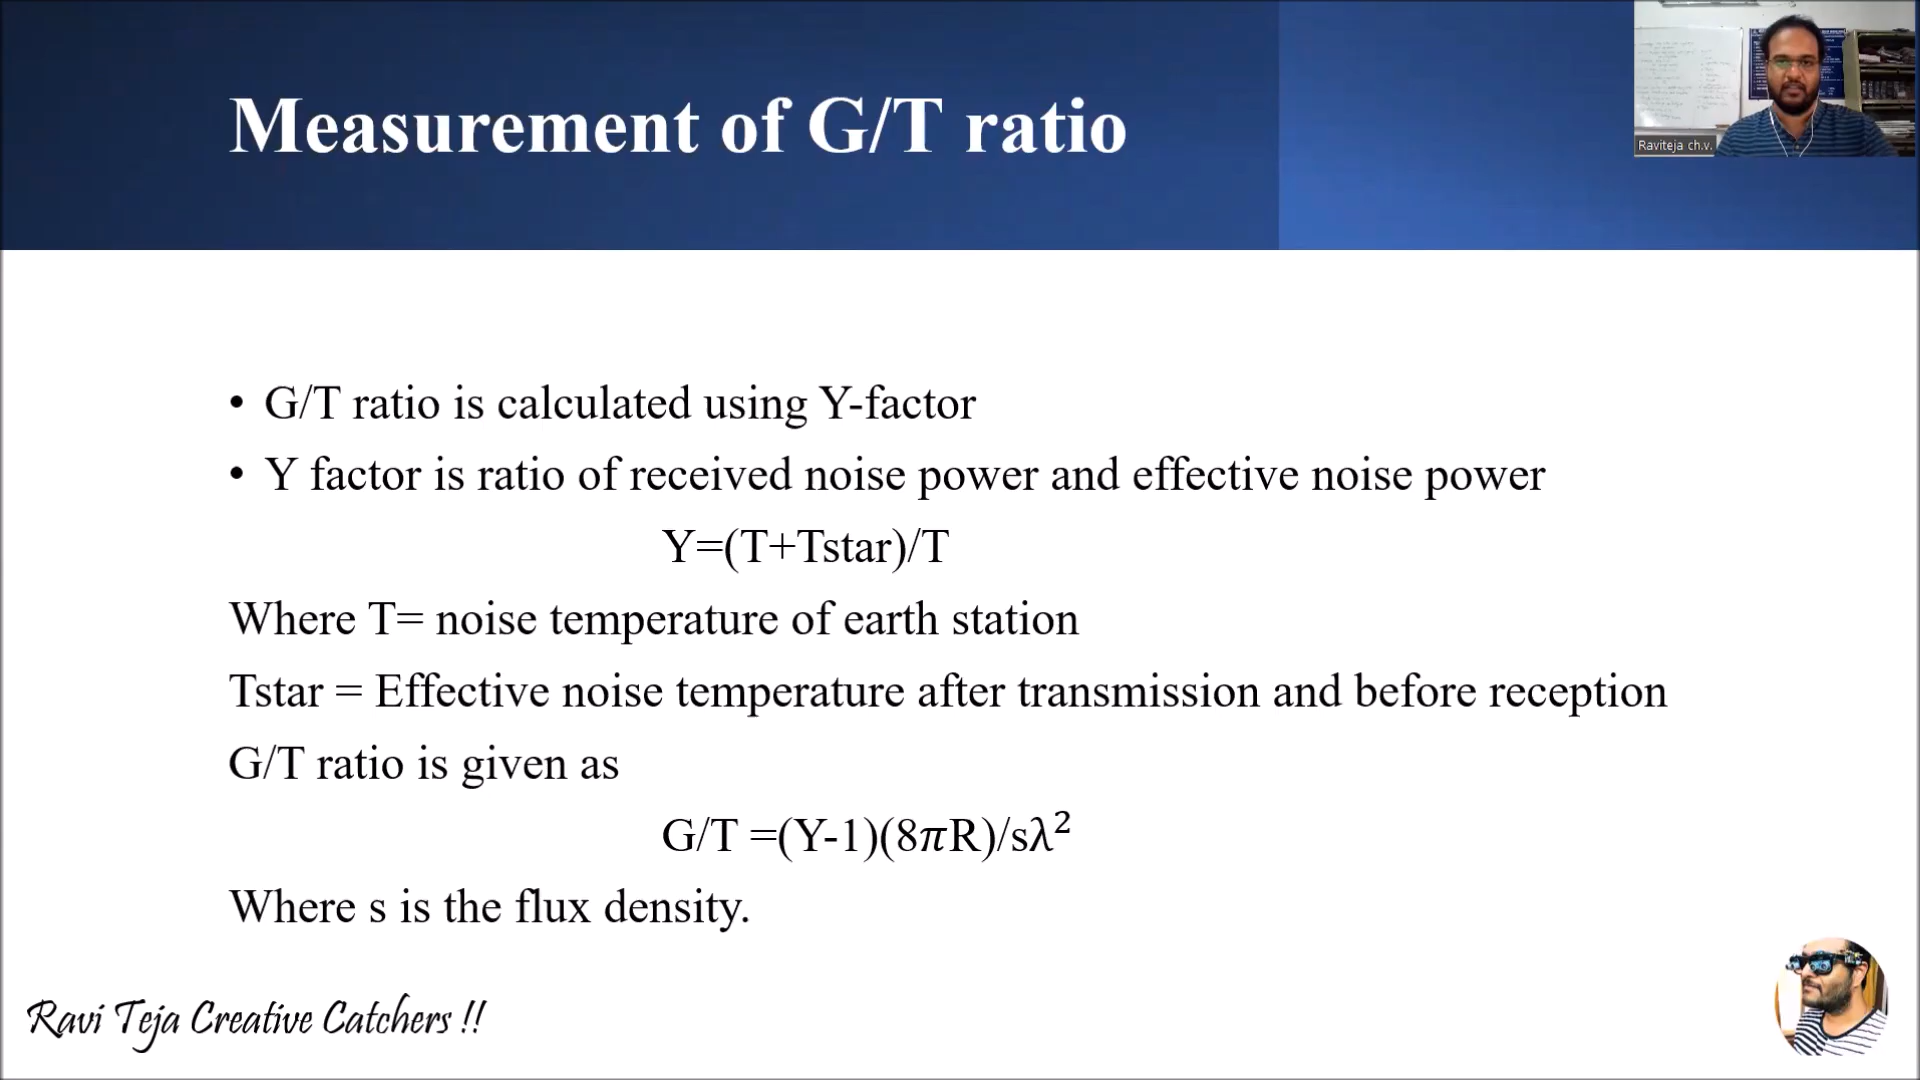 Measurement of G/T ratio
Raviteja ch.v.
• G/T ratio is calculated using Y-factor
• Y factor is ratio of received noise power and effective noise power
Y=(T+Tstar)/T
Where T= noise temperature of earth station
Tstar = Effective noise temperature after transmission and before reception
G/T ratio is given as
G/T =(Y-1)(8𝜋R)/sλ²
Where s is the flux density.
Ravi Teja Creative Catchers !!